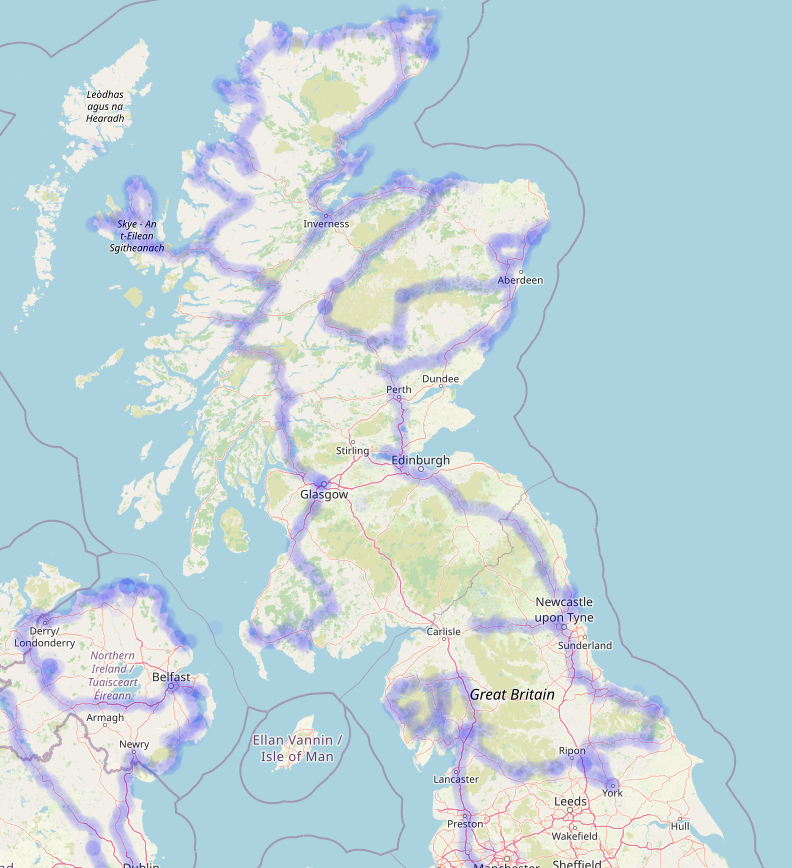 Leòdhas
agus na
Hearadh
Skye - An
t-Eilean
Sgitheanach
Inverness
Aberdeen
Dundee
Perth
Stirling
Edinburgh
Glasgow
Newcastle
upon Tyne
Carlisle
Sunderland
Derry/
Londonderry
Northern
Ireland /
Tuaisceart
Éireann
Belfast
Armagh
Newry
Great Britain
Ellan Vannin /
Isle of Man
Ripon
Lancaster
York
Leeds
Preston
Hull
Wakefield
Manchester
Sheffield
Dublin